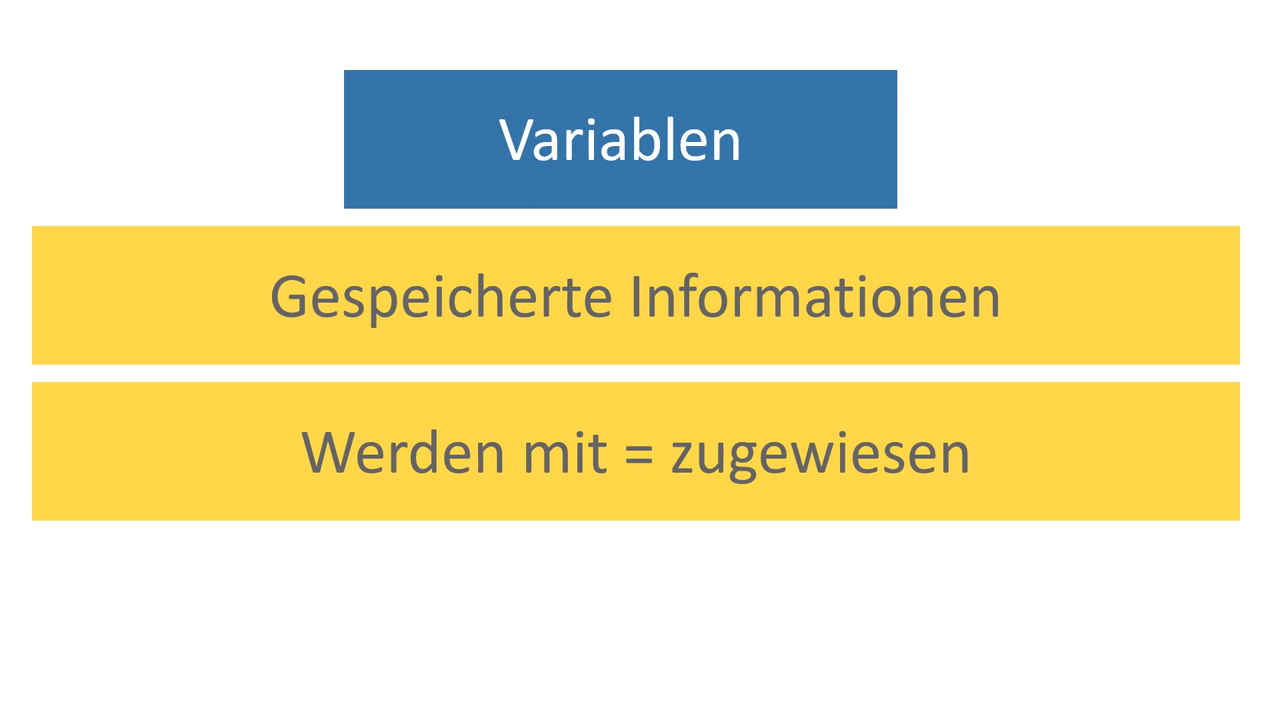 Variablen
Gespeicherte Informationen
Werden mit = zugewiesen